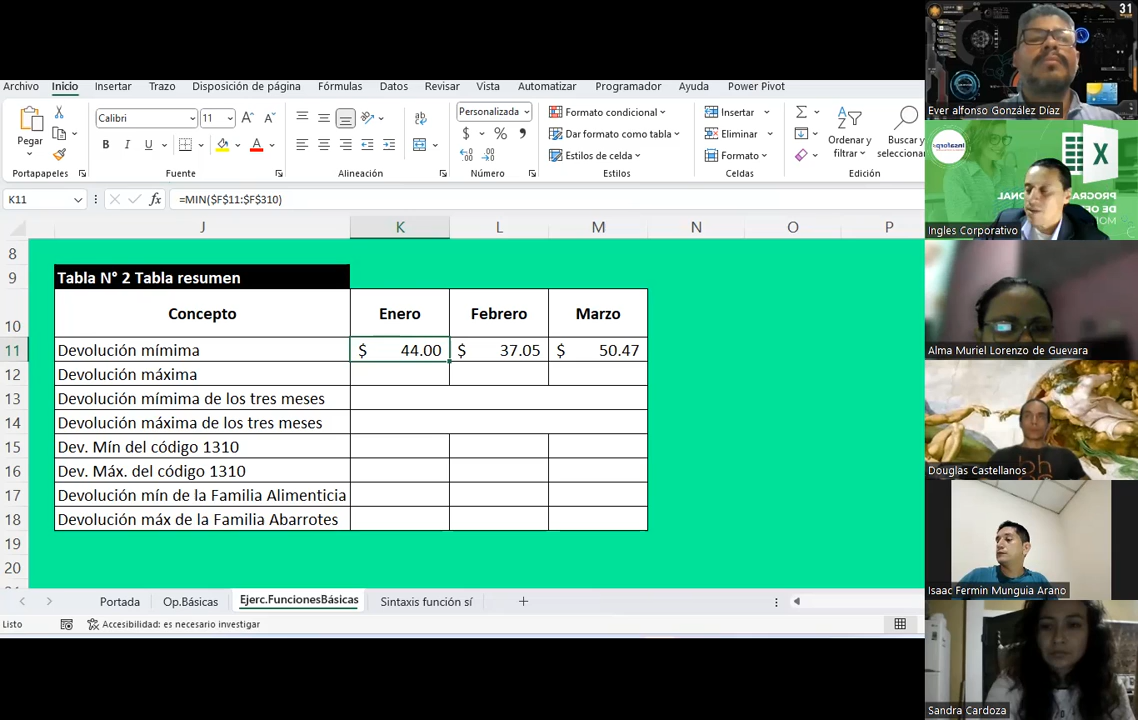 Archivo Inicio Insertar Trazo Disposición de página Fórmulas Datos Revisar Vista Automatizar Programador Ayuda Power Pivot
Pegar
Portapapeles
Calibri 11
N K S
Fuente
Alineación
Personalizada
$ %
Número
Formato condicional
Dar formato como tabla
Estilos de celda
Estilos
Insertar
Eliminar
Formato
Celdas
Ordenar y
filtrar
Buscar y
seleccionar
Edición
K11 fx =MIN($F$11:$F$310)
J K L M N O P
8
9 Tabla N° 2 Tabla resumen
10 Concepto Enero Febrero Marzo
11 Devolución mímima $ 44.00 $ 37.05 $ 50.47
12 Devolución máxima
13 Devolución mímima de los tres meses
14 Devolución máxima de los tres meses
15 Dev. Mín del código 1310
16 Dev. Máx. del código 1310
17 Devolución mín de la Familia Alimenticia
18 Devolución máx de la Familia Abarrotes
19
20
Portada Op.Básicas Ejerc.FuncionesBásicas Sintaxis función sí
Listo Accesibilidad: es necesario investigar
31
Ever alfonso González Díaz
Ingles Corporativo
Alma Muriel Lorenzo de Guevara
Douglas Castellanos
Isaac Fermin Munguia Arano
Sandra Cardoza